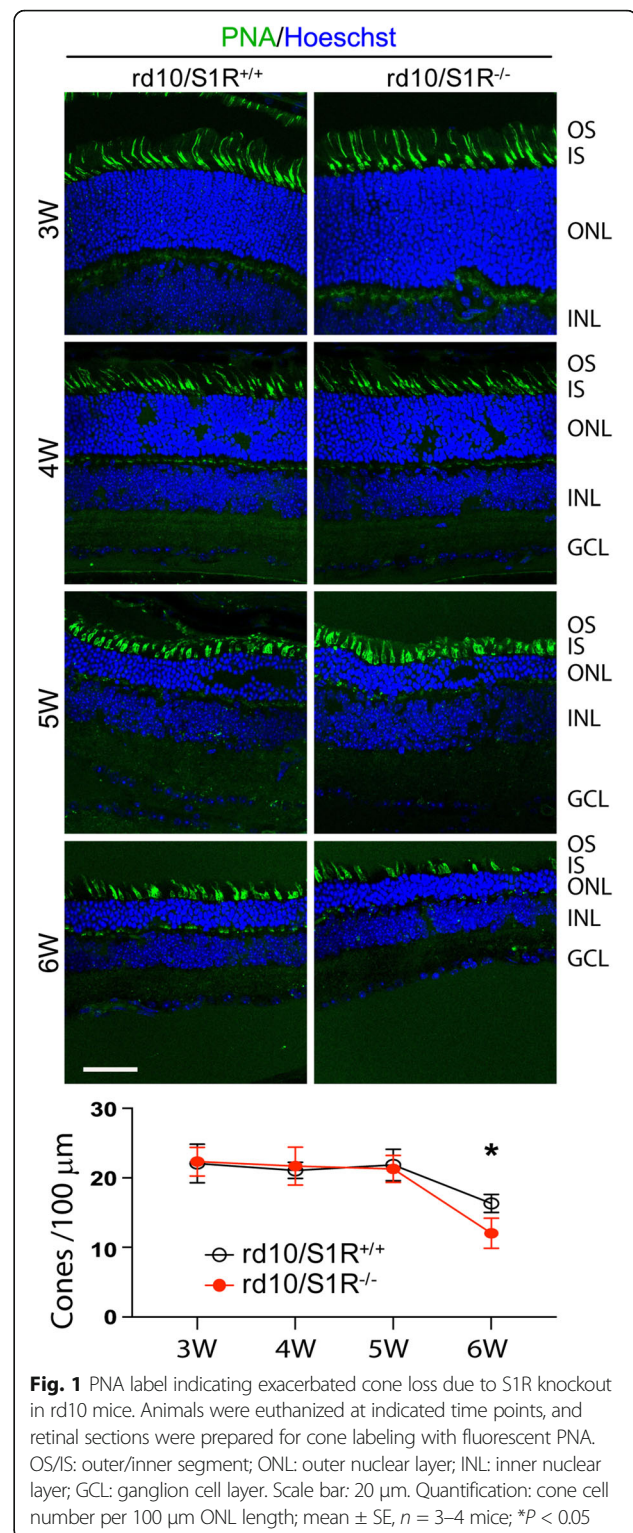 PNA/Hoeschst
rd10/S1R+/+ rd10/S1R-/-
3W
OS
IS
ONL
INL
4W
OS
IS
ONL
INL
GCL
5W
OS
IS
ONL
INL
GCL
6W
OS
IS
ONL
INL
GCL
Cones /100 μm
30
20
10
0
*
rd10/S1R+/+
rd10/S1R-/-
3W 4W 5W 6W
Fig. 1 PNA label indicating exacerbated cone loss due to S1R knockout
in rd10 mice. Animals were euthanized at indicated time points, and
retinal sections were prepared for cone labeling with fluorescent PNA.
OS/IS: outer/inner segment; ONL: outer nuclear layer; INL: inner nuclear
layer; GCL: ganglion cell layer. Scale bar: 20 μm. Quantification: cone cell
number per 100 μm ONL length; mean ± SE, n = 3–4 mice; *P < 0.05